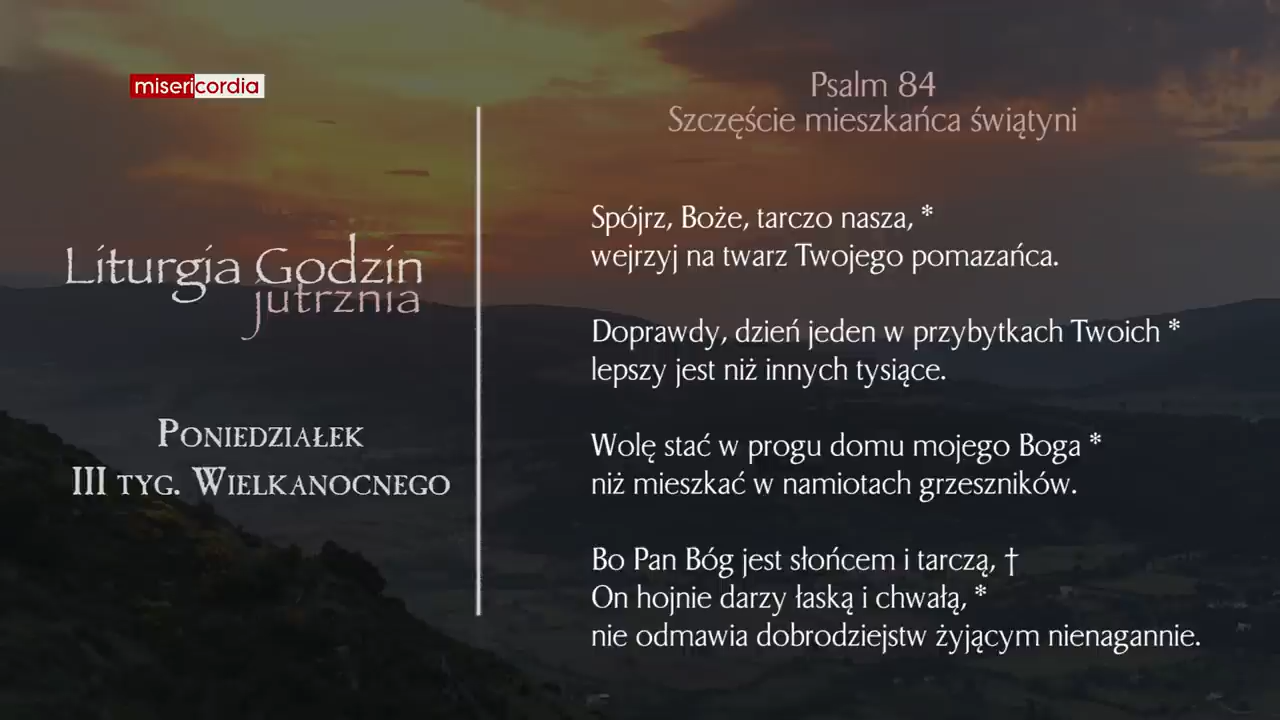 misericordia
Liturgia Godzin
jutrznia
Poniedziałek
III tyg. Wielkanocnego
Psalm 84
Szczęście mieszkańca świątyni
Spójrz, Boże, tarczo nasza, *
wejrzyj na twarz Twojego pomazańca.
Doprawdy, dzień jeden w przybytkach Twoich *
lepszy jest niż innych tysiące.
Wolę stać w progu domu mojego Boga *
niż mieszkać w namiotach grzeszników.
Bo Pan Bóg jest słońcem i tarczą, †
On hojnie darzy łaską i chwałą, *
nie odmawia dobrodziejstw żyjącym nienagannie.